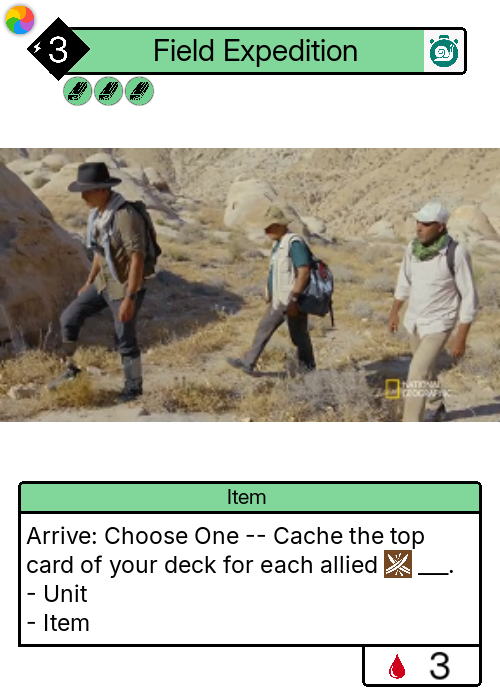 3
Field Expedition
NATIONAL
GEOGRAPHIC
Item
Arrive: Choose One -- Cache the top
card of your deck for each allied ___.
- Unit
- Item
3